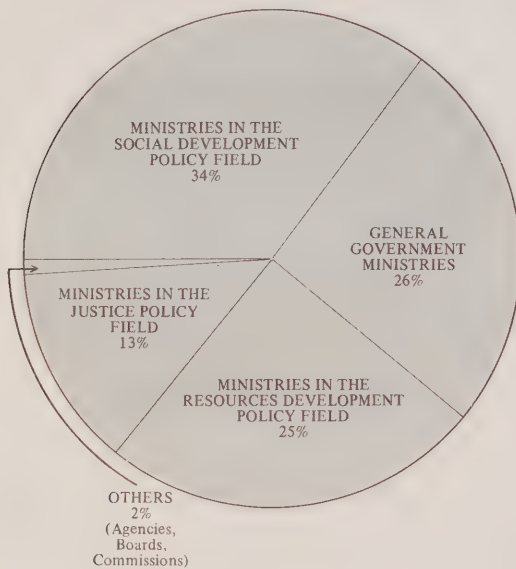 MINISTRIES IN THE
SOCIAL DEVELOPMENT
POLICY FIELD
34%
GENERAL
GOVERNMENT
MINISTRIES
26%
MINISTRIES IN THE
JUSTICE POLICY
FIELD
13%
MINISTRIES IN THE
RESOURCES DEVELOPMENT
POLICY FIELD
25%
OTHERS
2%
(Agencies,
Boards,
Commissions)